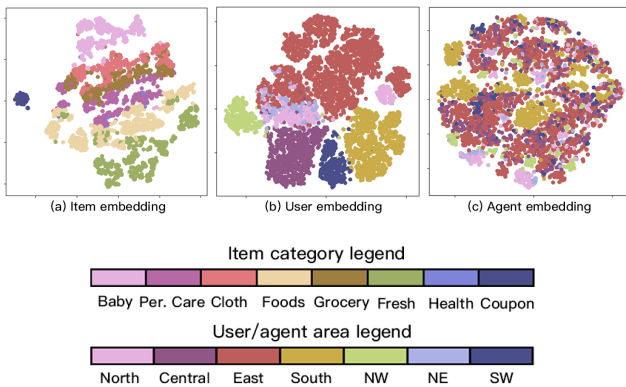 (a) Item embedding (b) User embedding (c) Agent embedding
Item category legend
Baby Per. Care Cloth Foods Grocery Fresh Health Coupon
User/agent area legend
North Central East South NW NE SW